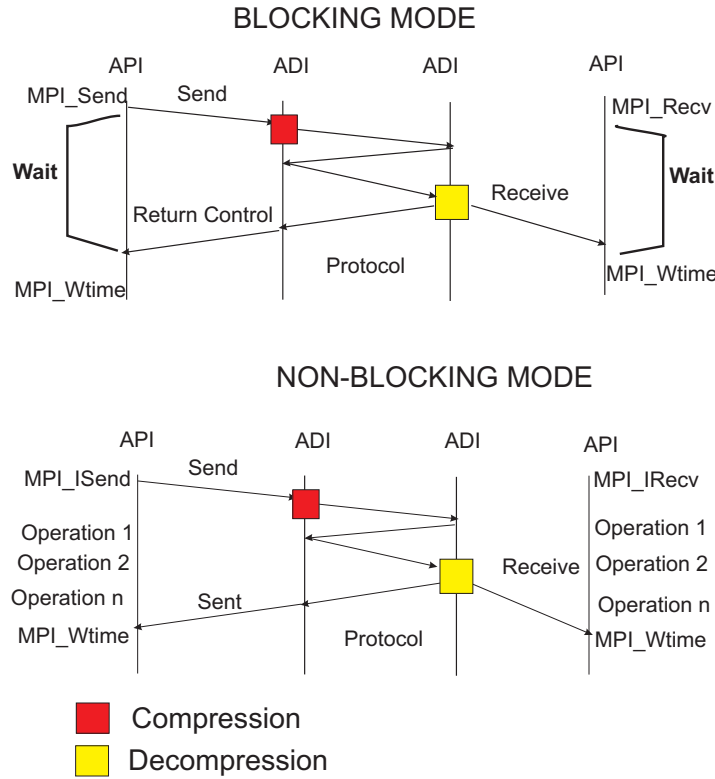 BLOCKING MODE
API ADI ADI API
MPI_Send Send MPI_Recv
Wait Wait
Receive
Return Control
Protocol
MPI_Wtime MPI_Wtime
NON-BLOCKING MODE
API ADI ADI API
MPI_ISend Send MPI_IRecv
Operation 1 Operation 1
Operation 2 Receive Operation 2
Operation n Sent Operation n
MPI_Wtime Protocol MPI_Wtime
Compression
Decompression